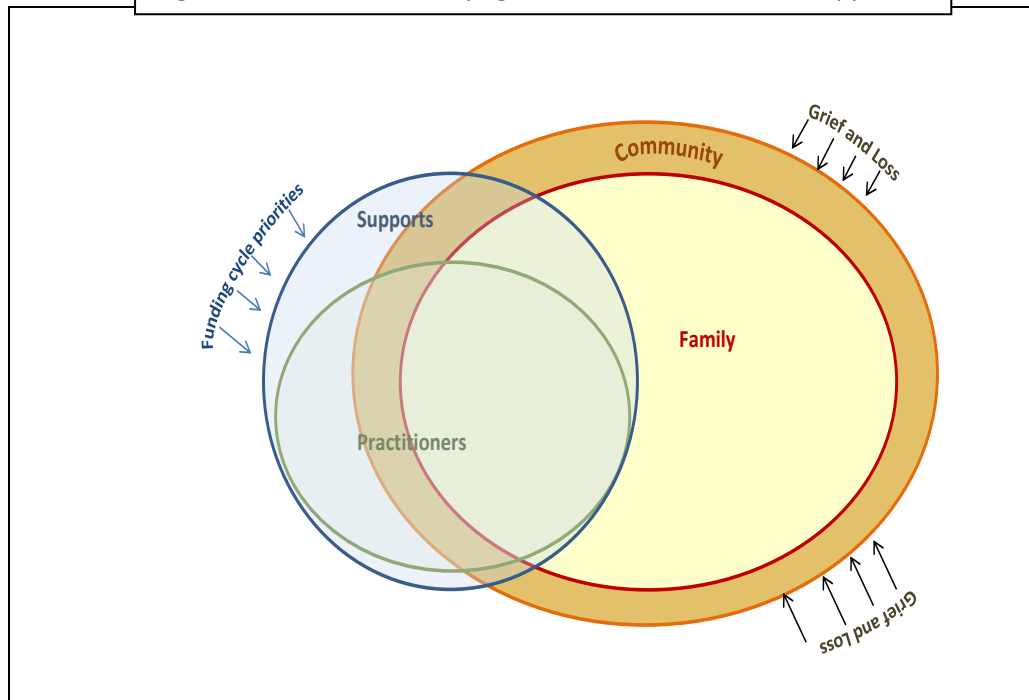 Grief and Loss
Community
Supports
Funding cycle priorities
Family
Practitioners
Grief and Loss